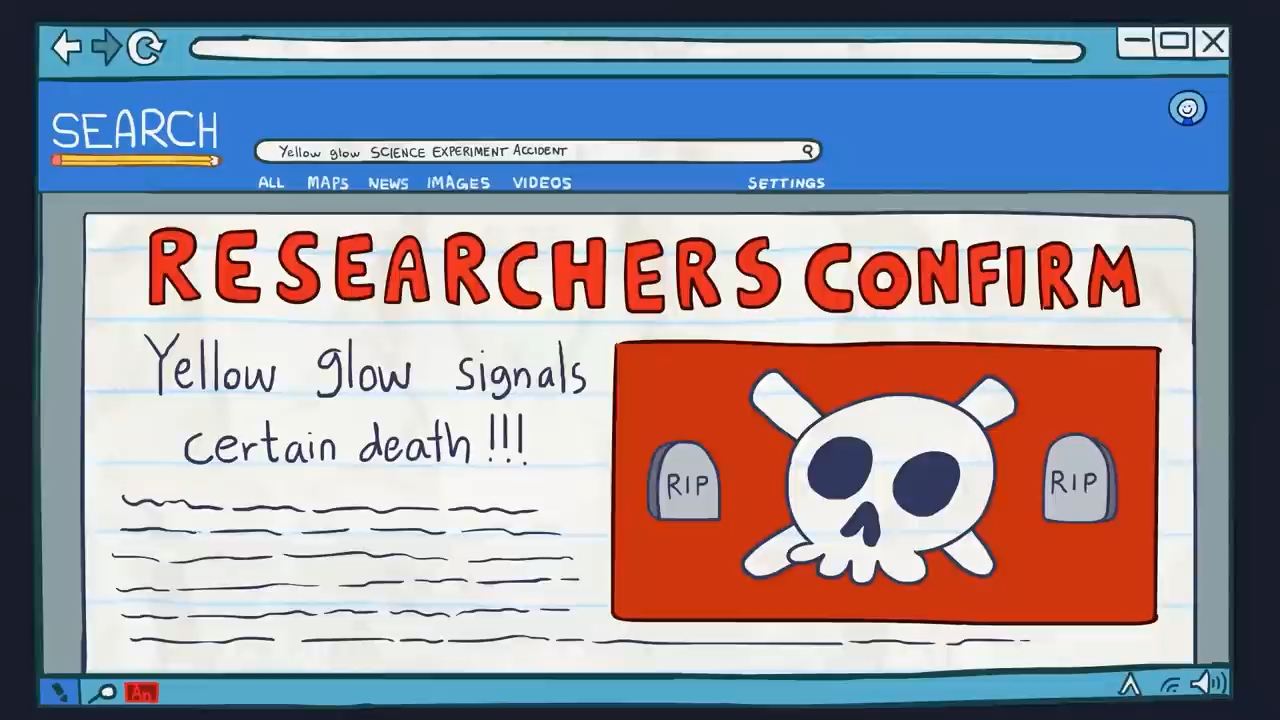 SEARCH
Yellow glow SCIENCE EXPERIMENT ACCIDENT
ALL MAPS NEWS IMAGES VIDEOS SETTINGS
RESEARCHERS CONFIRM
Yellow glow signals
certain death!!!
RIP
RIP
An